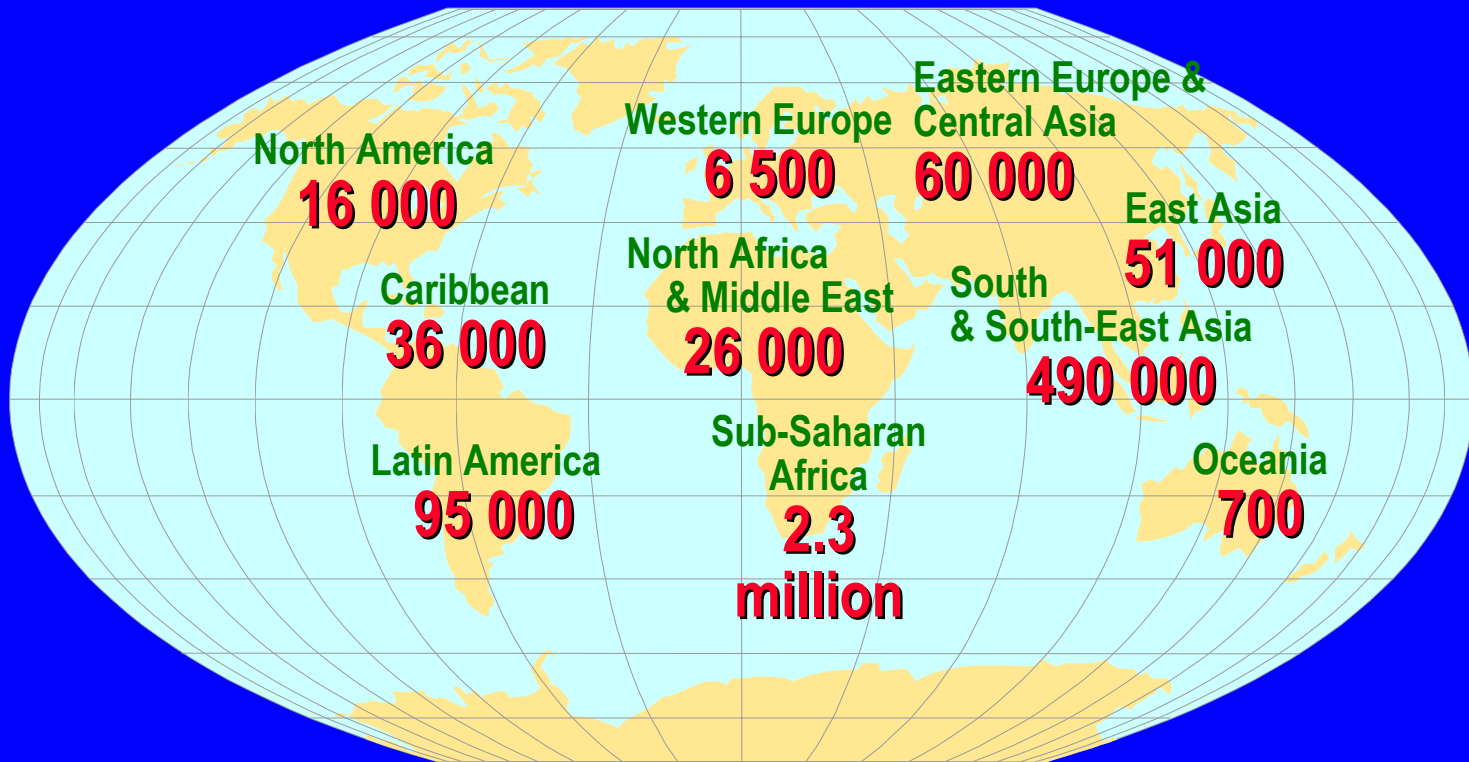 North America
16 000
Western Europe
6 500
Eastern Europe &
Central Asia
60 000
East Asia
51 000
Caribbean
36 000
North Africa
& Middle East
26 000
South
& South-East Asia
490 000
Latin America
95 000
Sub-Saharan
Africa
2.3
million
Oceania
700